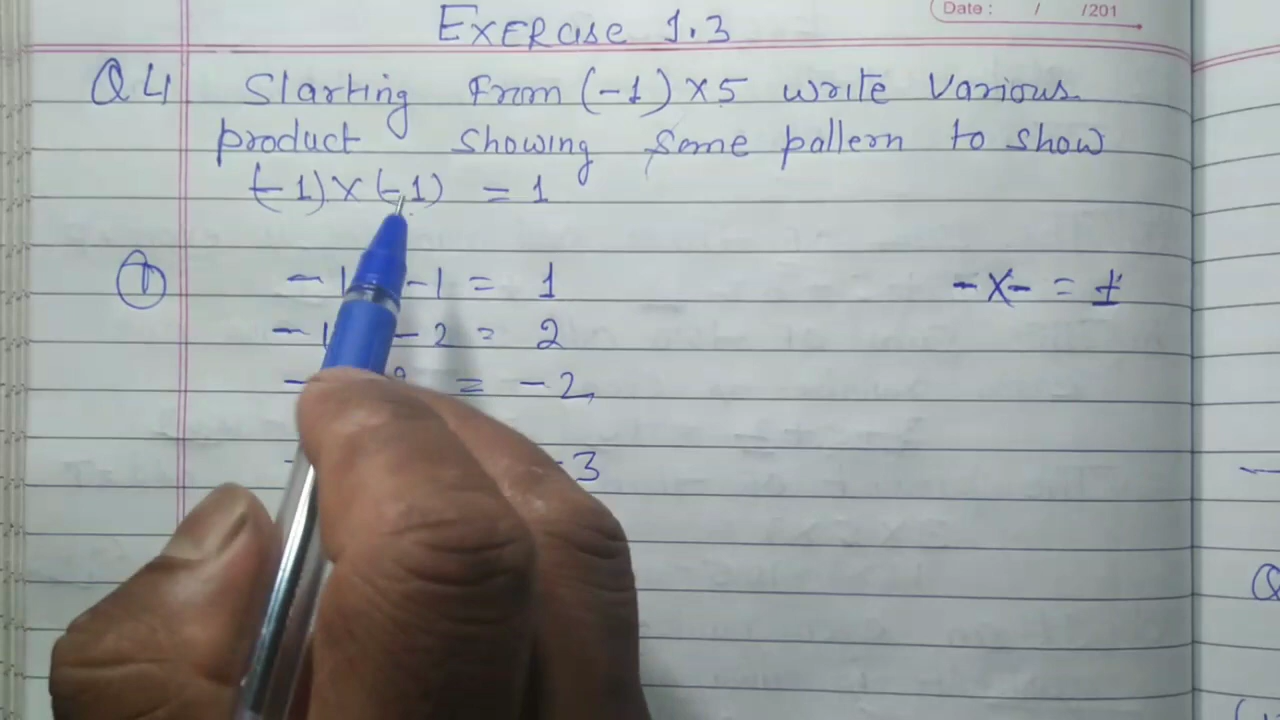 Date : / /201
Exercise 1.3
Q4 Starting from (-1) × 5 write various
product showing some pattern to show
(-1) × (-1) = 1
① -1 -1 = 1
- × - = +
-1 -2 = 2
- = -2
3
Q